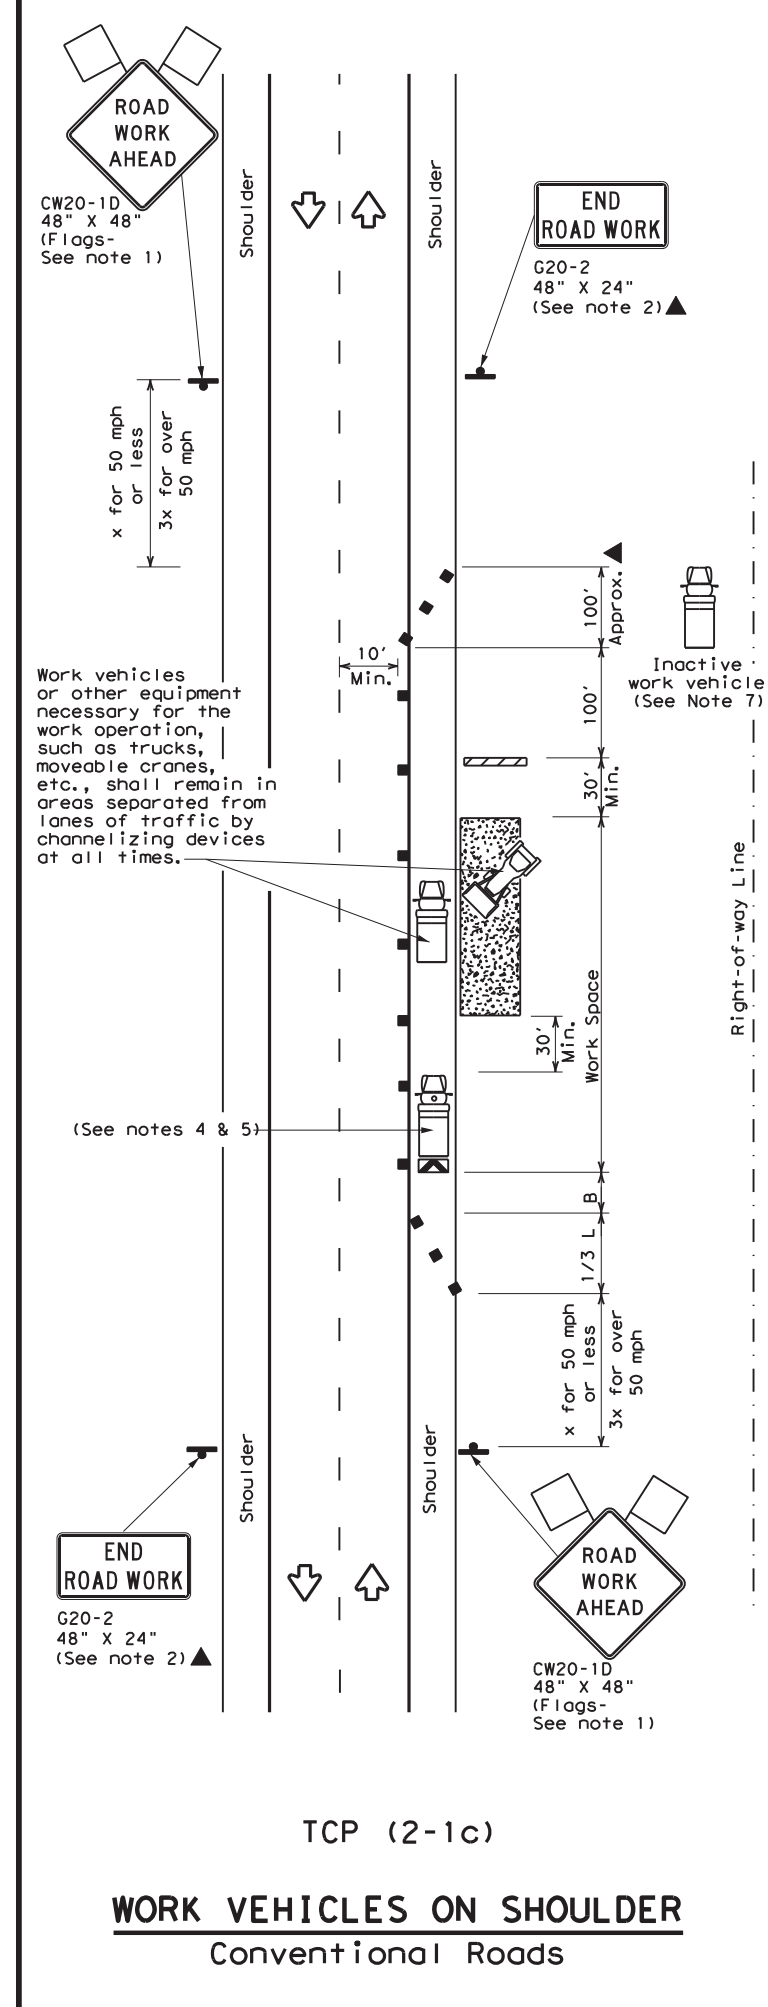 ROAD
WORK
AHEAD
CW20-1D
48" X 48"
(Flags-
See note 1)
Shoulder
Shoulder
END
ROAD WORK
G20-2
48" X 24"
(See note 2)
x for 50 mph
or less
3x for over
50 mph
100'
Approx.
10'
Min.
100'
Inactive
work vehicle
(See Note 7)
Work vehicles
or other equipment
necessary for the
work operation,
such as trucks,
moveable cranes,
etc., shall remain in
areas separated from
lanes of traffic by
channelizing devices
at all times.
30'
Min.
Right-of-way Line
30'
Min.
Work Space
(See notes 4 & 5)
B
1/3 L
x for 50 mph
or less
3x for over
50 mph
Shoulder
Shoulder
END
ROAD WORK
G20-2
48" X 24"
(See note 2)
ROAD
WORK
AHEAD
CW20-1D
48" X 48"
(Flags-
See note 1)
TCP (2-1c)
WORK VEHICLES ON SHOULDER
Conventional Roads